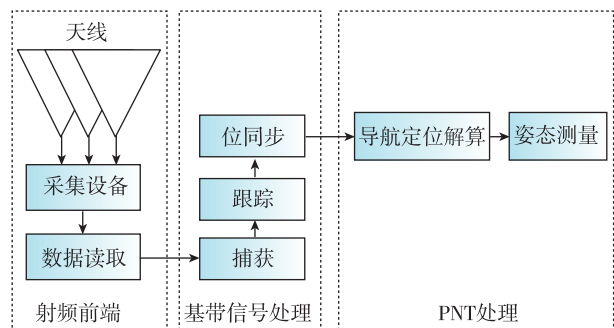 天线
采集设备
数据读取
射频前端
位同步
跟踪
捕获
基带信号处理
导航定位解算
姿态测量
PNT处理